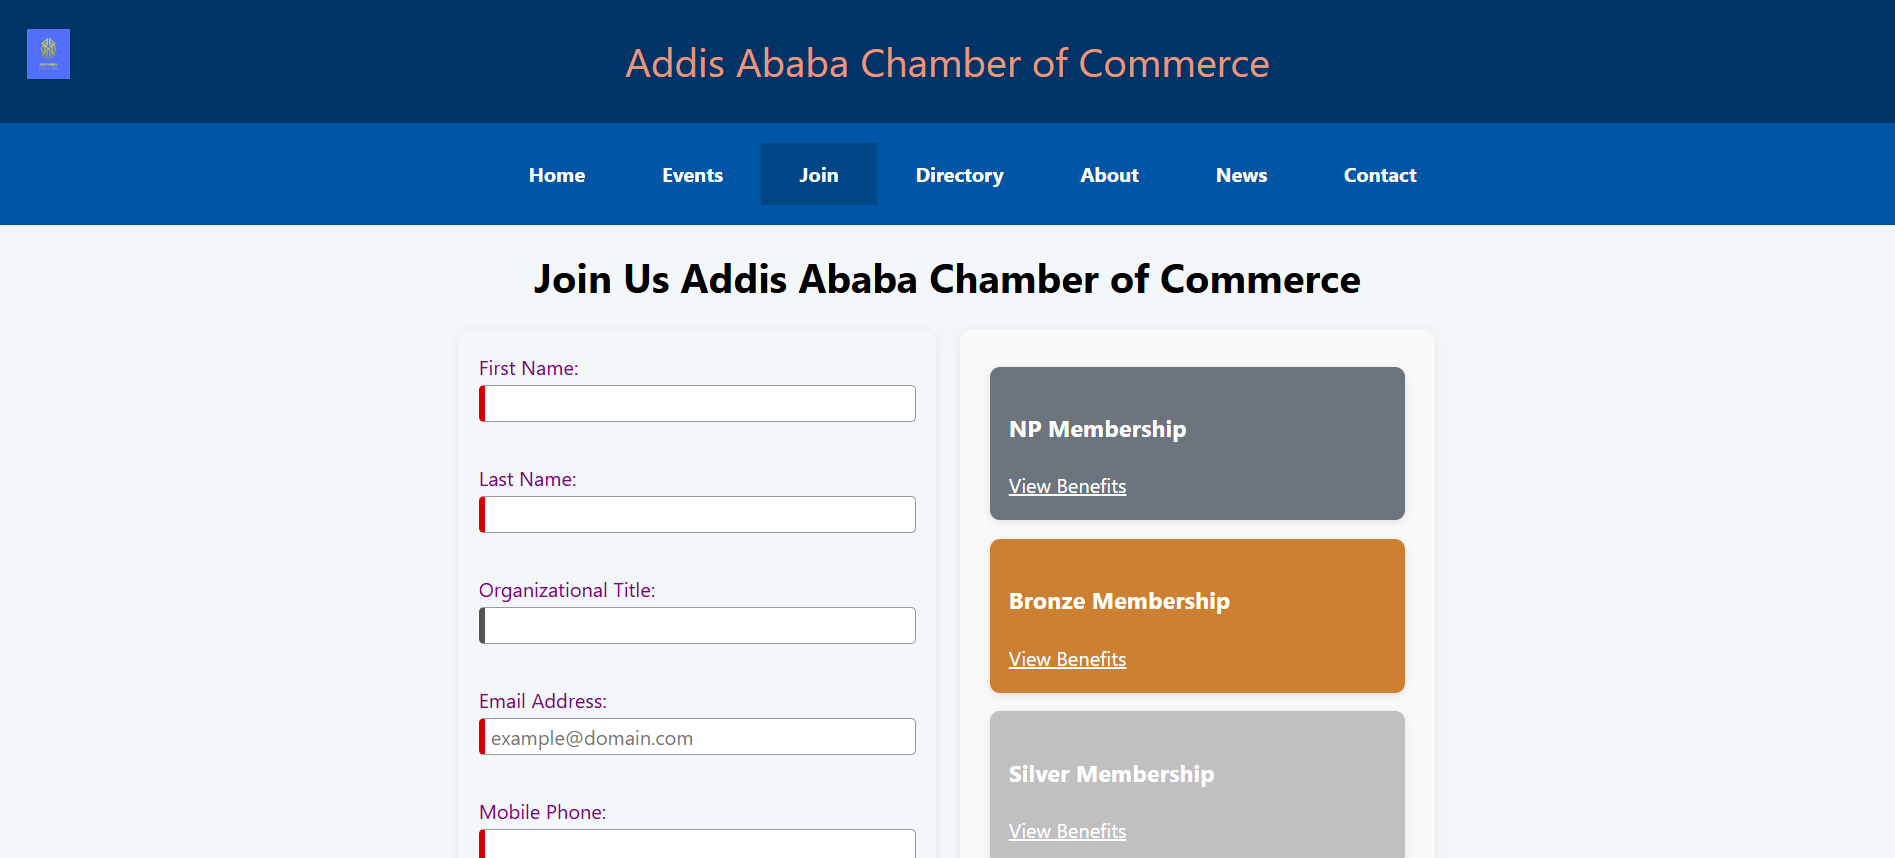 Addis Ababa Chamber of Commerce
Home
Events
Join
Directory
About
News
Contact
Join Us Addis Ababa Chamber of Commerce
First Name:
Last Name:
Organizational Title:
Email Address:
example@domain.com
Mobile Phone:
NP Membership
View Benefits
Bronze Membership
View Benefits
Silver Membership
View Benefits